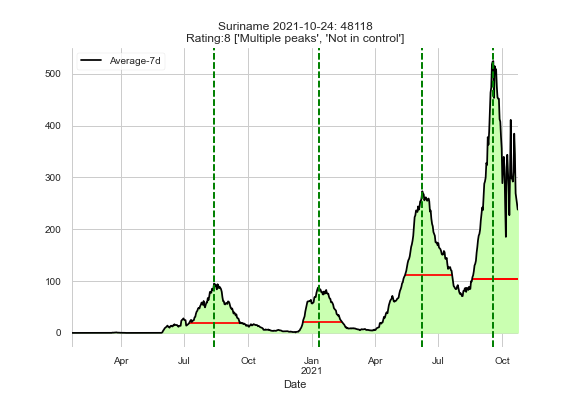 Suriname 2021-10-24: 48118
Rating:8 ['Multiple peaks', 'Not in control']
Average-7d
500
400
300
200
100
0
Apr Jul Oct Jan Apr Jul Oct
2021
Date